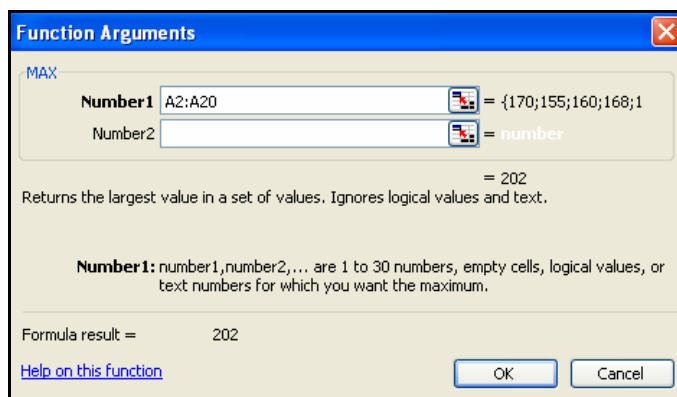 Function Arguments
MAX
Number1 A2:A20 = {170;155;160;168;1
Number2 = number
= 202
Returns the largest value in a set of values. Ignores logical values and text.
Number1: number1,number2,... are 1 to 30 numbers, empty cells, logical values, or
text numbers for which you want the maximum.
Formula result = 202
Help on this function OK Cancel